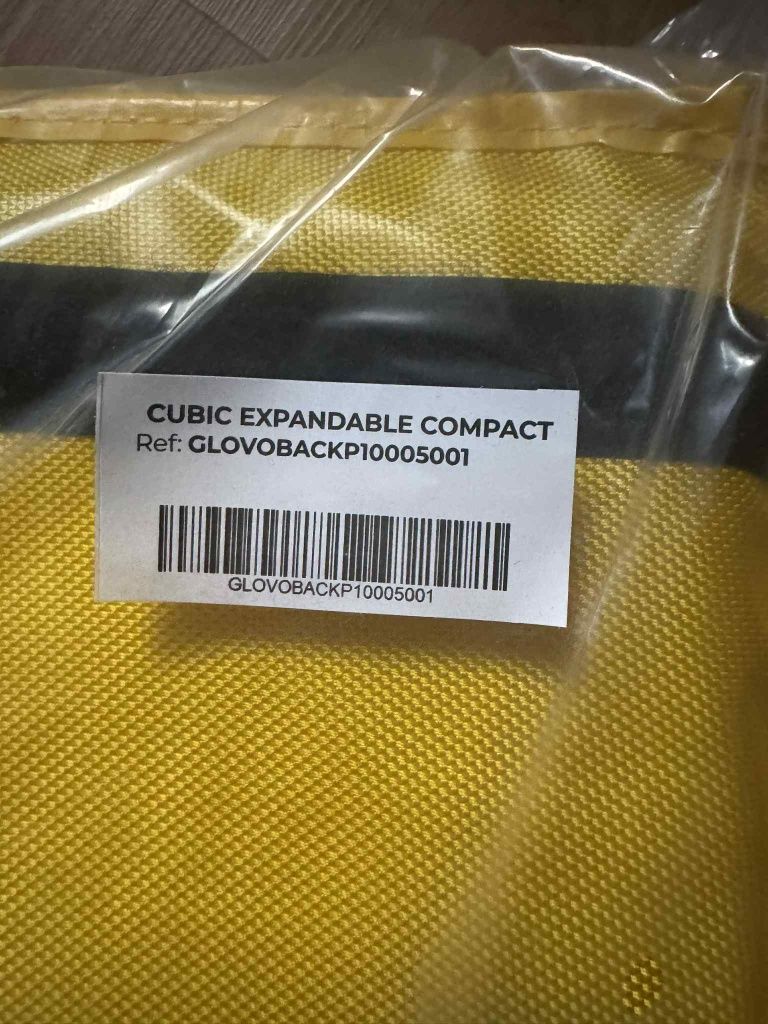 CUBIC EXPANDABLE COMPACT
Ref: GLOVOBACKP10005001
GLOVOBACKP10005001